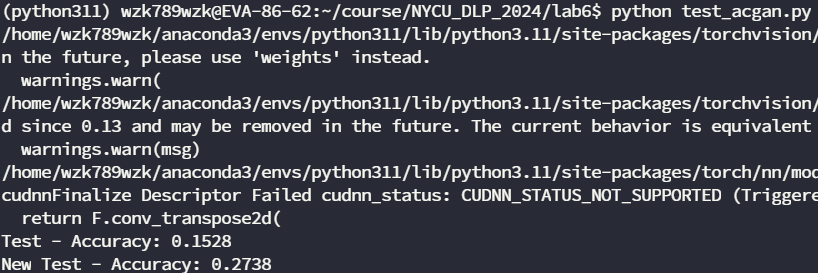 (python311) wzk789wzk@EVA-86-62:~/course/NYCU_DLP_2024/lab6$ python test_acgan.py
/home/wzk789wzk/anaconda3/envs/python311/lib/python3.11/site-packages/torchvision/
n the future, please use 'weights' instead.
  warnings.warn(
/home/wzk789wzk/anaconda3/envs/python311/lib/python3.11/site-packages/torchvision/
d since 0.13 and may be removed in the future. The current behavior is equivalent
  warnings.warn(msg)
/home/wzk789wzk/anaconda3/envs/python311/lib/python3.11/site-packages/torch/nn/mod
cudnnFinalize Descriptor Failed cudnn_status: CUDNN_STATUS_NOT_SUPPORTED (Triggere
  return F.conv_transpose2d(
Test - Accuracy: 0.1528
New Test - Accuracy: 0.2738